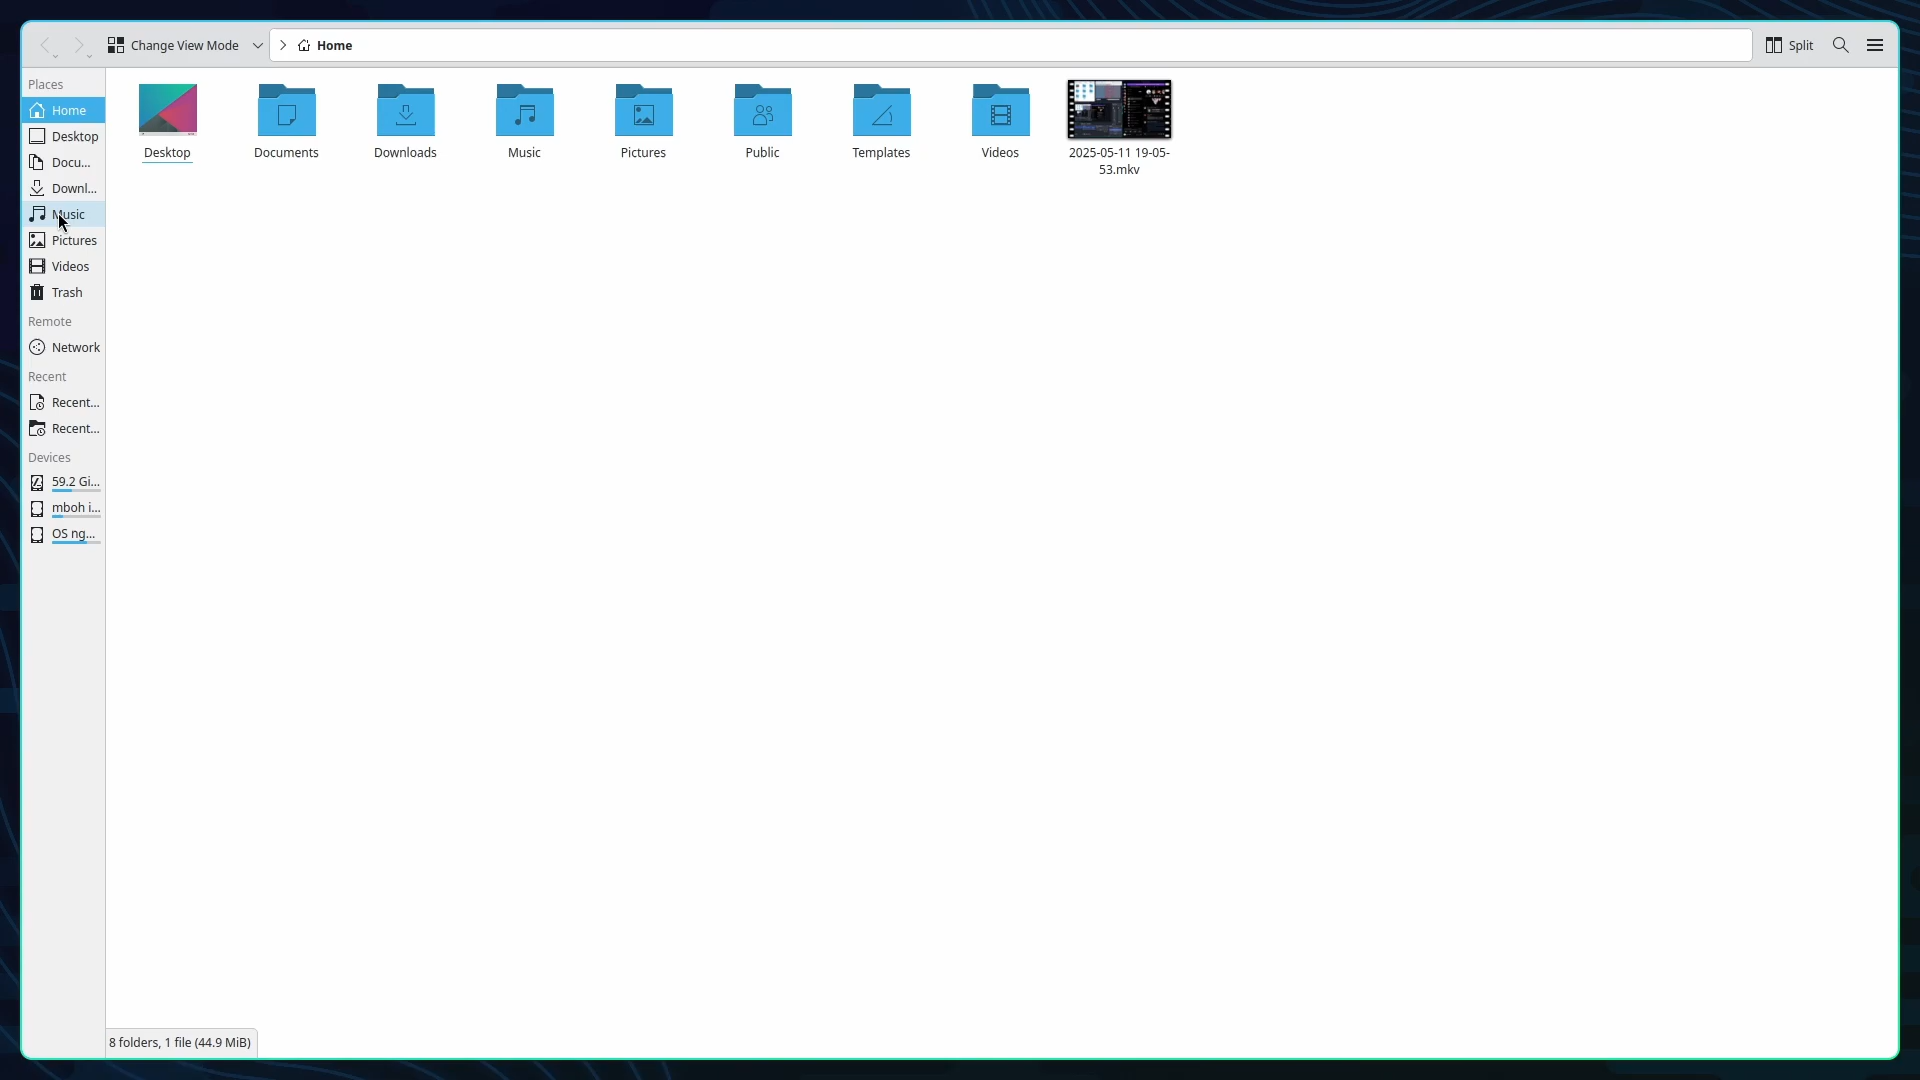 Change View Mode
Home
Split
Places
Home
Desktop
Docu...
Downl...
Music
Pictures
Videos
Trash
Remote
Network
Recent
Recent...
Recent...
Devices
59.2 Gi...
mboh i...
OS ng...
Desktop
Documents
Downloads
Music
Pictures
Public
Templates
Videos
2025-05-11 19-05-
53.mkv
8 folders, 1 file (44.9 MiB)